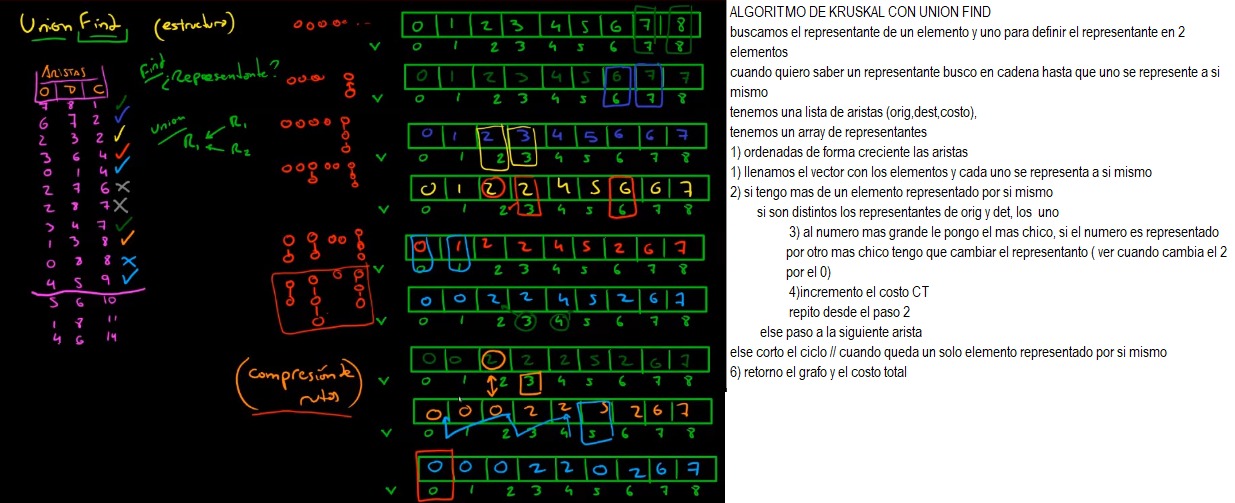 Union Find (estructura)
ARISTAS
O D C
7 8 1
6 7 2
2 3 2
3 6 4
0 1 4
2 7 6
2 8 7
3 4 7
1 3 8
0 8 8
4 5 9
5 6 10
1 8 11
4 6 14
Find
¿Representante?
Union
R1
R1 R2
(compresión de
rutas)
0 1 2 3 4 5 6 7 8
v 0 1 2 3 4 5 6 7 8
0 1 2 3 4 5 6 7 7
v 0 1 2 3 4 5 6 7 8
0 1 2 3 4 5 6 6 7
v 0 1 2 3 4 5 6 7 8
0 1 2 2 4 5 6 6 7
v 0 1 2 3 4 5 6 7 8
0 1 2 2 4 5 2 6 7
v 0 1 2 3 4 5 6 7 8
0 0 2 2 4 5 2 6 7
v 0 1 2 3 4 5 6 7 8
0 0 2 2 2 5 2 6 7
v 0 1 2 3 4 5 6 7 8
0 0 0 2 2 5 2 6 7
v 0 1 2 3 4 5 6 7 8
0 0 0 2 2 0 2 6 7
v 0 1 2 3 4 5 6 7 8
ALGORITMO DE KRUSKAL CON UNION FIND
buscamos el representante de un elemento y uno para definir el representante en 2
elementos
cuando quiero saber un representante busco en cadena hasta que uno se represente a si
mismo
tenemos una lista de aristas (orig,dest,costo),
tenemos un array de representantes
1) ordenadas de forma creciente las aristas
1) llenamos el vector con los elementos y cada uno se representa a si mismo
2) si tengo mas de un elemento representado por si mismo
si son distintos los representantes de orig y det, los uno
3) al numero mas grande le pongo el mas chico, si el numero es representado
por otro mas chico tengo que cambiar el representanto ( ver cuando cambia el 2
por el 0)
4)incremento el costo CT
repito desde el paso 2
else paso a la siguiente arista
else corto el ciclo // cuando queda un solo elemento representado por si mismo
6) retorno el grafo y el costo total